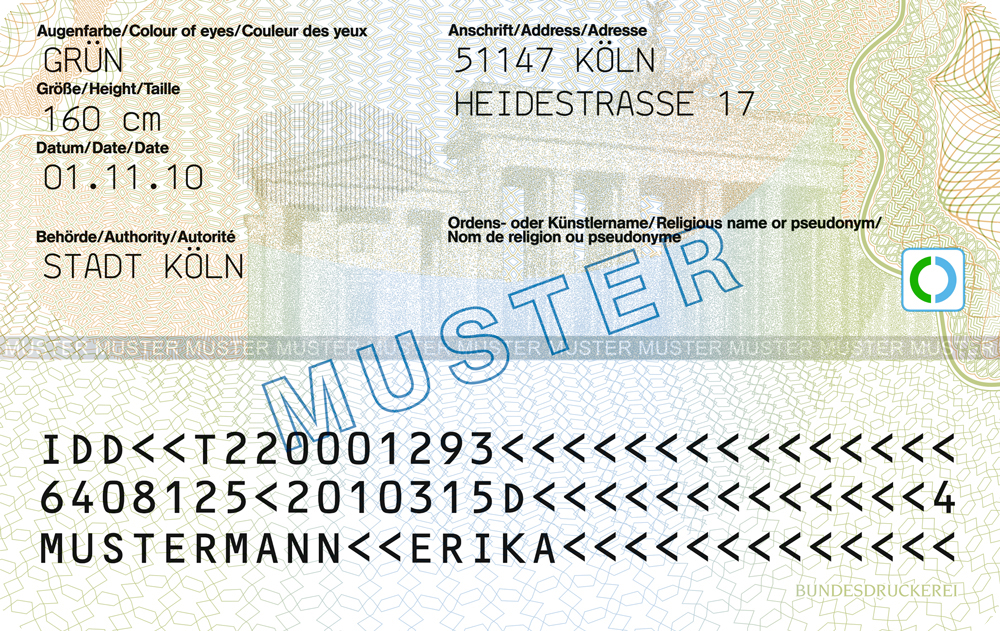 Augenfarbe/Colour of eyes/Couleur des yeux
GRÜN
Größe/Height/Taille
160 cm
Datum/Date/Date
01.11.10
Behörde/Authority/Autorité
STADT KÖLN
Anschrift/Address/Adresse
51147 KÖLN
HEIDESTRASSE 17
Ordens- oder Künstlername/Religious name or pseudonym/
Nom de religion ou pseudonyme
MUSTER
MUSTER MUSTER MUSTER MUSTER MUSTER MUSTER MUSTER MUSTER MUSTER MUSTER MUSTER
IDD<<T220001293<<<<<<<<<<<<<<<
6408125<2010315D<<<<<<<<<<<<<4
MUSTERMANN<<ERIKA<<<<<<<<<<<<<
BUNDESDRUCKEREI